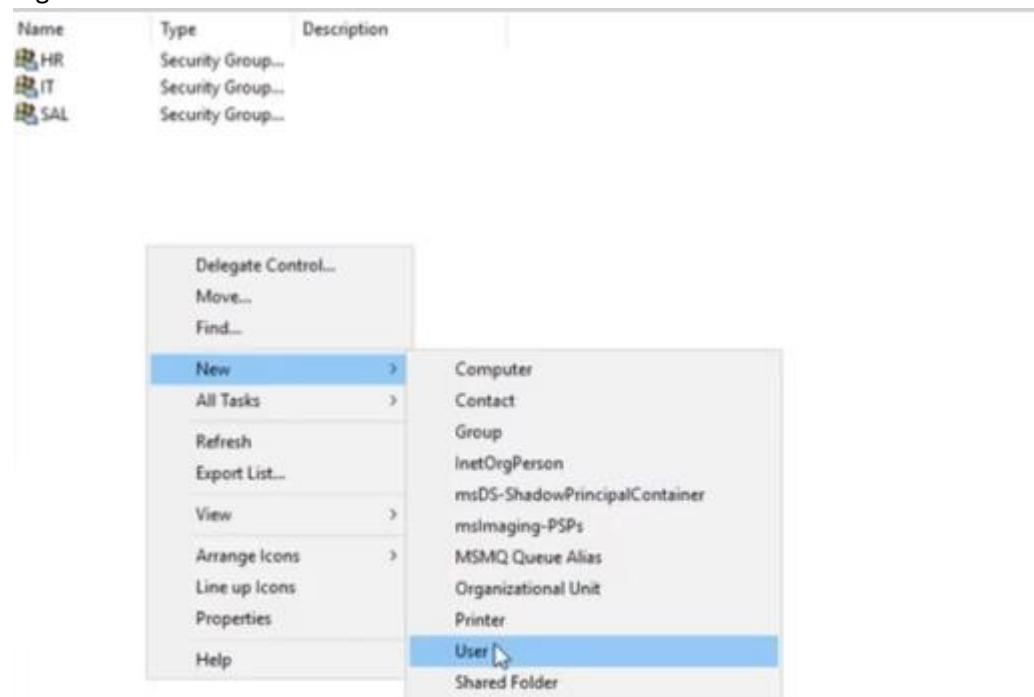 Name Type Description
HR Security Group...
IT Security Group...
SAL Security Group...
Delegate Control...
Move...
Find...
New
All Tasks
Refresh
Export List...
View
Arrange Icons
Line up Icons
Properties
Help
Computer
Contact
Group
InetOrgPerson
msDS-ShadowPrincipalContainer
msImaging-PSPs
MSMQ Queue Alias
Organizational Unit
Printer
User
Shared Folder